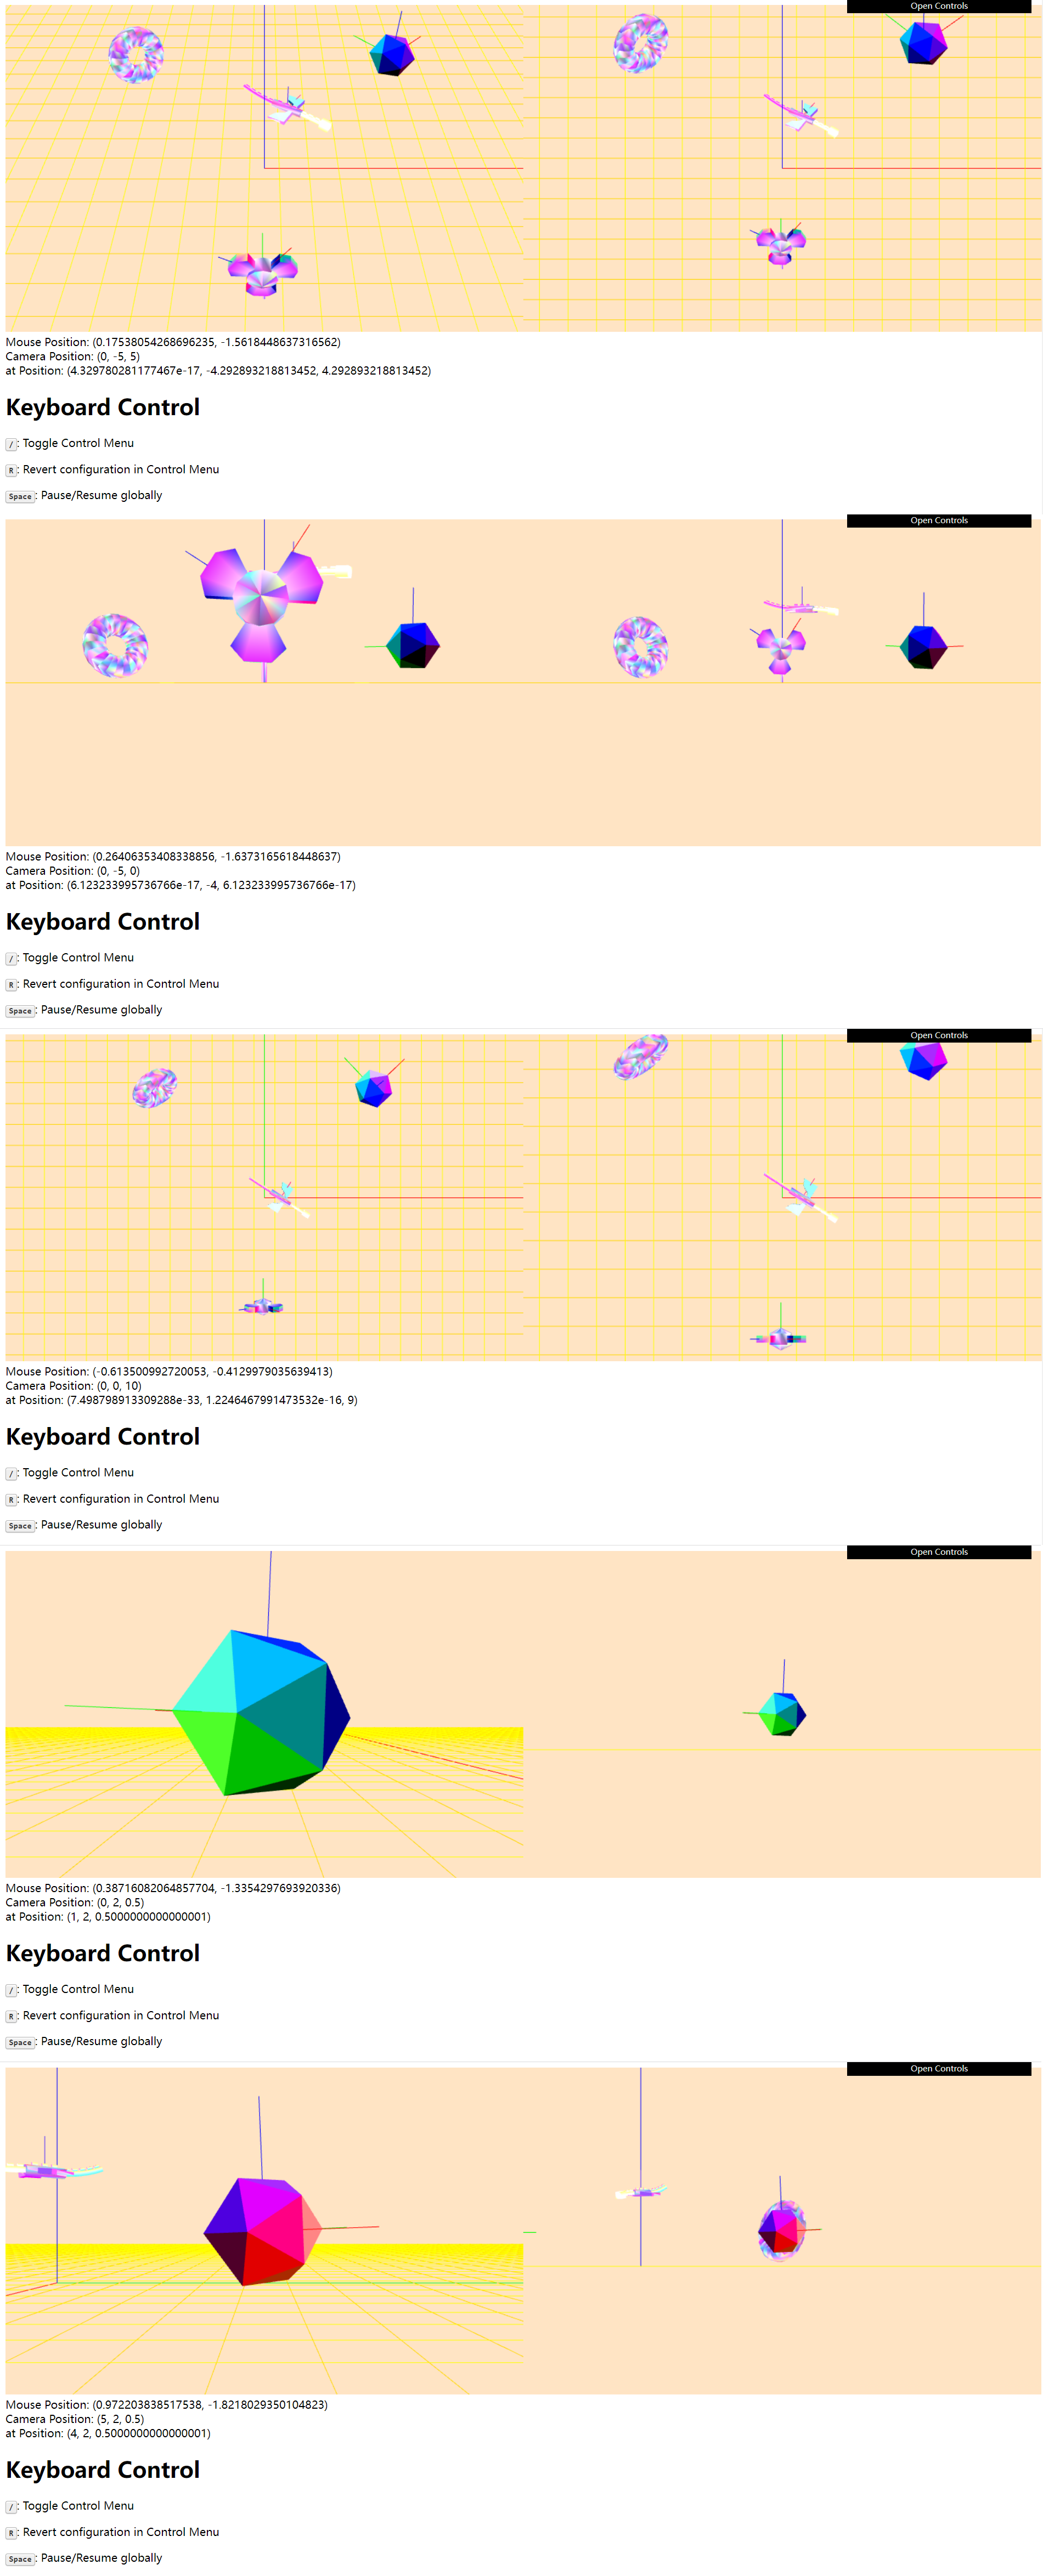 Open Controls
Mouse Position: (0.17538054268696235, -1.5618448637316562)
Camera Position: (0, -5, 5)
at Position: (4.329780281177467e-17, -4.292893218813452, 4.292893218813452)
Keyboard Control
/: Toggle Control Menu
R: Revert configuration in Control Menu
Space: Pause/Resume globally
Open Controls
Mouse Position: (0.26406353408338856, -1.6373165618448637)
Camera Position: (0, -5, 0)
at Position: (6.123233995736766e-17, -4, 6.123233995736766e-17)
Keyboard Control
/: Toggle Control Menu
R: Revert configuration in Control Menu
Space: Pause/Resume globally
Open Controls
Mouse Position: (-0.613500992720053, -0.4129979035639413)
Camera Position: (0, 0, 10)
at Position: (7.498798913309288e-33, 1.2246467991473532e-16, 9)
Keyboard Control
/: Toggle Control Menu
R: Revert configuration in Control Menu
Space: Pause/Resume globally
Open Controls
Mouse Position: (0.38716082064857704, -1.3354297693920336)
Camera Position: (0, 2, 0.5)
at Position: (1, 2, 0.5000000000000001)
Keyboard Control
/: Toggle Control Menu
R: Revert configuration in Control Menu
Space: Pause/Resume globally
Open Controls
Mouse Position: (0.972203838517538, -1.8218029350104823)
Camera Position: (5, 2, 0.5)
at Position: (4, 2, 0.5000000000000001)
Keyboard Control
/: Toggle Control Menu
R: Revert configuration in Control Menu
Space: Pause/Resume globally